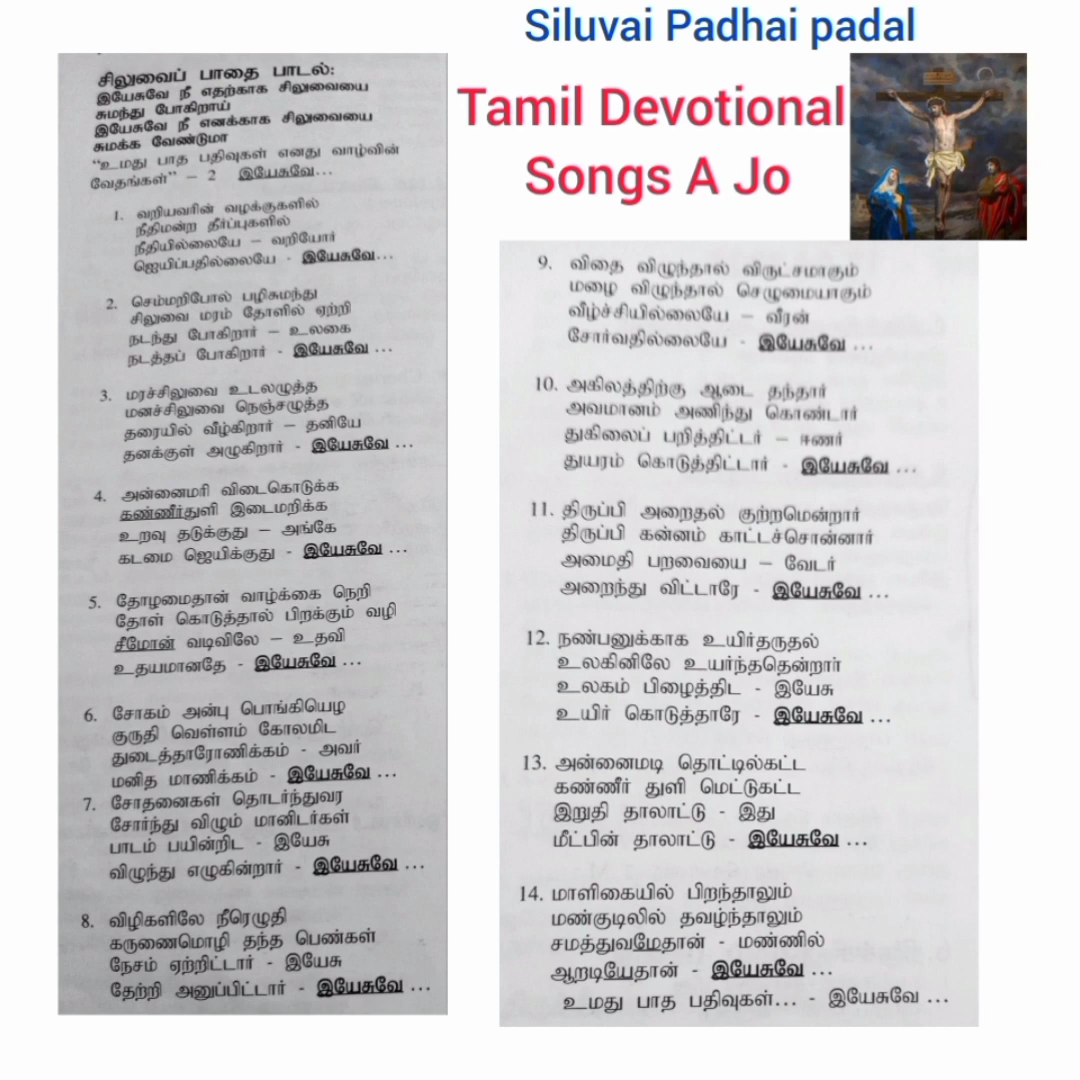 Siluvai Padhai padal
Tamil Devotional
Songs A Jo
சிலுவைப் பாதை பாடல்:
இயேசுவே நீ எதற்காக சிலுவையை
சுமந்து போகிறாய்
இயேசுவே நீ எனக்காக சிலுவையை
சுமக்க வேண்டுமா
“உமது பாத பதிவுகள் எனது வாழ்வின்
வேதங்கள்” – 2 இயேசுவே...
1. வறியவரின் வழக்குகளில்
நீதிமன்ற தீர்ப்புகளில்
நீதியில்லையே – வறியோர்
ஜெயிப்பதில்லையே - இயேசுவே...
2. செம்மறிபோல் பழிசுமந்து
சிலுவை மரம் தோளில் ஏற்றி
நடந்து போகிறார் – உலகை
நடத்தப் போகிறார் - இயேசுவே ...
3. மரச்சிலுவை உடலழுத்த
மனச்சிலுவை நெஞ்சழுத்த
தரையில் வீழ்கிறார் – தனியே
தனக்குள் அழுகிறார் - இயேசுவே ...
4. அன்னைமரி விடைகொடுக்க
கண்ணீர்துளி இடைமறிக்க
உறவு தடுக்குது – அங்கே
கடமை ஜெயிக்குது - இயேசுவே ...
5. தோழமைதான் வாழ்க்கை நெறி
தோள் கொடுத்தால் பிறக்கும் வழி
சீமோன் வடிவிலே – உதவி
உதயமானதே - இயேசுவே ...
6. சோகம் அன்பு பொங்கியெழ
குருதி வெள்ளம் கோலமிட
துடைத்தாரோணிக்கம் - அவர்
மனித மாணிக்கம் - இயேசுவே ...
7. சோதனைகள் தொடர்ந்துவர
சோர்ந்து விழும் மானிடர்கள்
பாடம் பயின்றிட - இயேசு
விழுந்து எழுகின்றார் - இயேசுவே ...
8. விழிகளிலே நீரெழுதி
கருணைமொழி தந்த பெண்கள்
நேசம் ஏற்றிட்டார் - இயேசு
தேற்றி அனுப்பிட்டார் - இயேசுவே ...
9. விதை விழுந்தால் விருட்சமாகும்
மழை விழுந்தால் செழுமையாகும்
வீழ்ச்சியில்லையே – வீரன்
சோர்வதில்லையே - இயேசுவே ...
10. அகிலத்திற்கு ஆடை தந்தார்
அவமானம் அணிந்து கொண்டார்
துகிலைப் பறித்திட்டர் – ஈணர்
துயரம் கொடுத்திட்டார் - இயேசுவே ...
11. திருப்பி அறைதல் குற்றமென்றார்
திருப்பி கன்னம் காட்டச்சொன்னார்
அமைதி பறவையை – வேடர்
அறைந்து விட்டாரே - இயேசுவே ...
12. நண்பனுக்காக உயிர்தருதல்
உலகினிலே உயர்ந்ததென்றார்
உலகம் பிழைத்திட - இயேசு
உயிர் கொடுத்தாரே - இயேசுவே ...
13. அன்னைமடி தொட்டில்கட்ட
கண்ணீர் துளி மெட்டுகட்ட
இறுதி தாலாட்டு - இது
மீட்பின் தாலாட்டு - இயேசுவே ...
14. மாளிகையில் பிறந்தாலும்
மண்குடிலில் தவழ்ந்தாலும்
சமத்துவமேதான் - மண்ணில்
ஆறடியேதான் - இயேசுவே ...
உமது பாத பதிவுகள்... - இயேசுவே ...